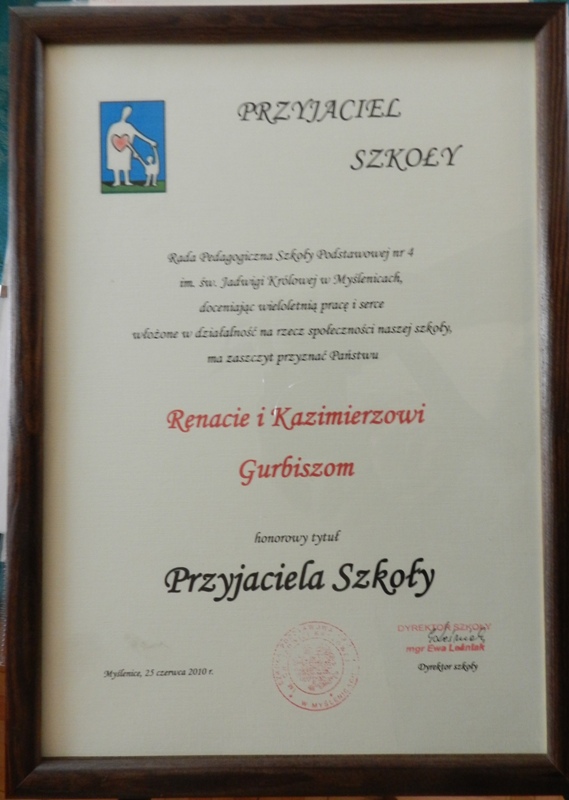 PRZYJACIEL
SZKOŁY
Rada Pedagogiczna Szkoły Podstawowej nr 4
im. św. Jadwigi Królowej w Myślenicach,
doceniając wieloletnią pracę i serce
włożone w działalność na rzecz społeczności naszej szkoły,
ma zaszczyt przyznać Państwu
Renacie i Kazimierzowi
Gurbiszom
honorowy tytuł
Przyjaciela Szkoły
DYREKTOR SZKOŁY
mgr Ewa Leśniak
Dyrektor szkoły
Myślenice, 25 czerwca 2010 r.